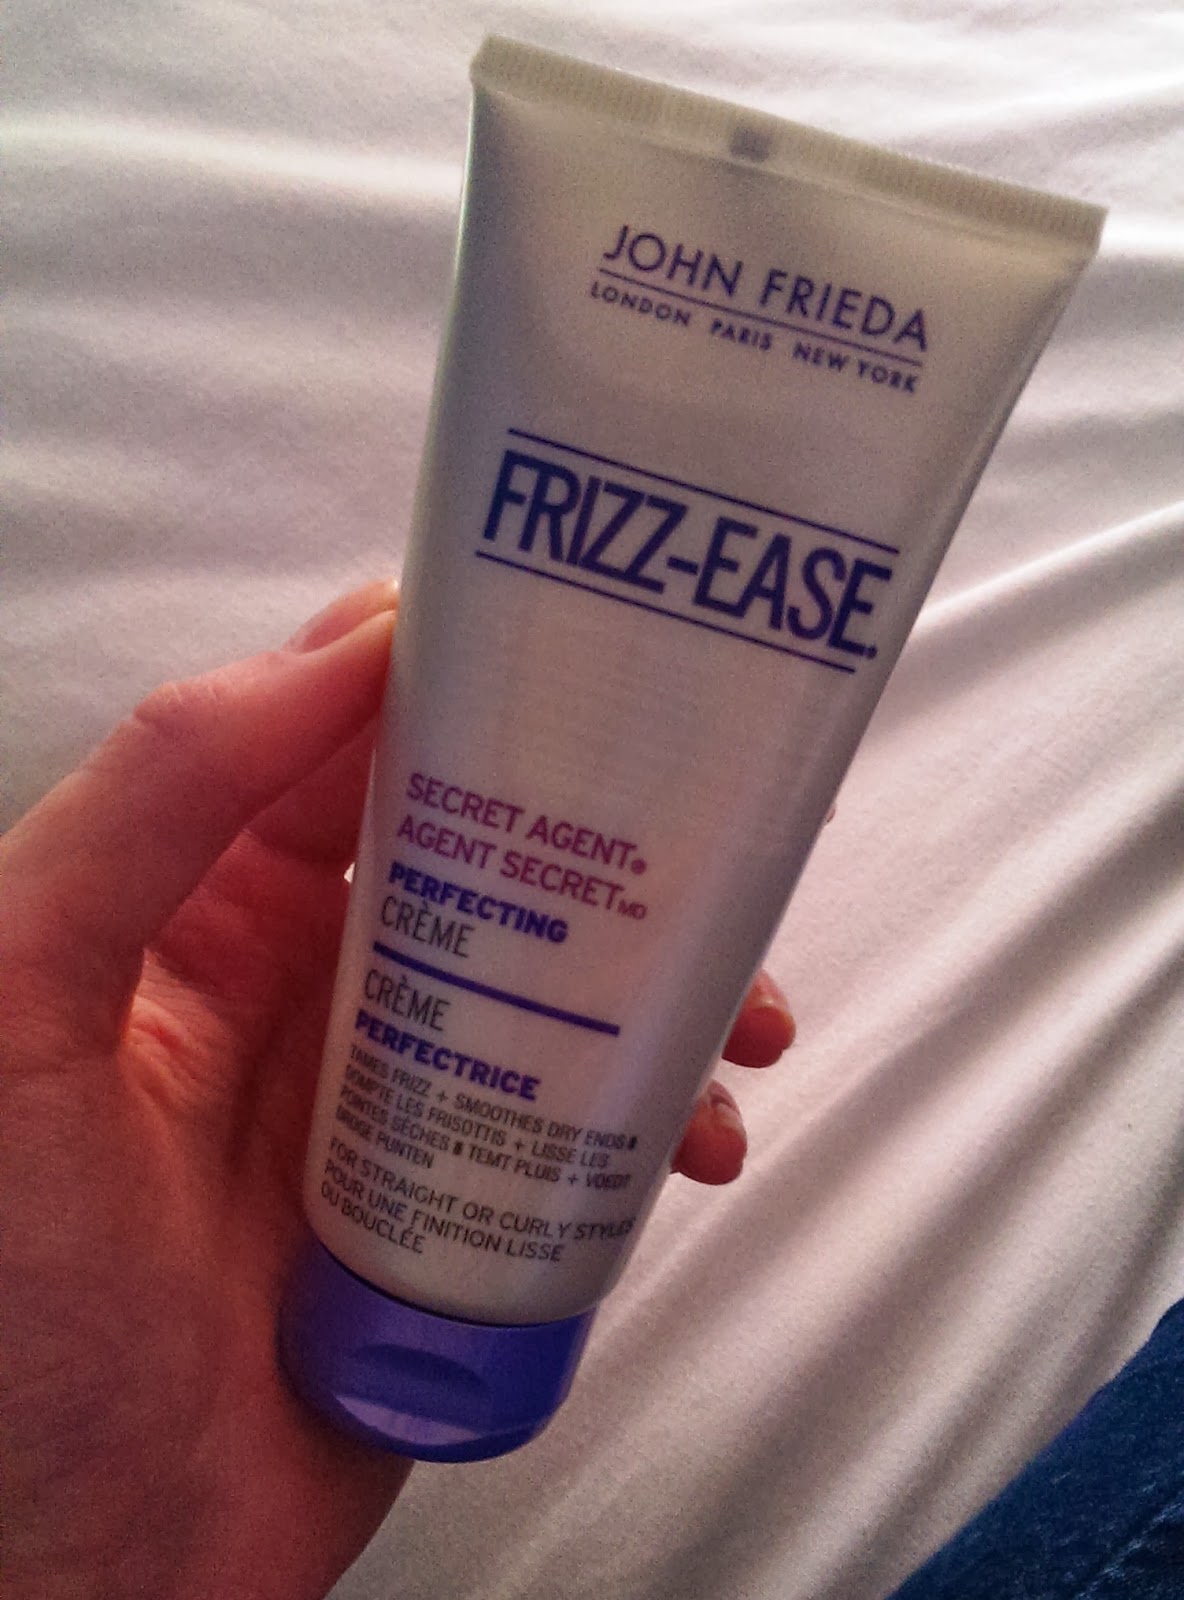 JOHN FRIEDA
LONDON PARIS NEW YORK
FRIZZ-EASE®
SECRET AGENT®
AGENT SECRET MD
PERFECTING
CRÈME
CRÈME
PERFECTRICE
TAMES FRIZZ + SMOOTHES DRY ENDS
DOMPTE LES FRISOTTIS + LISSE LES
POINTES SÈCHES TEMT PLUIS + VOEDT
DROGE PUNTEN
FOR STRAIGHT OR CURLY STYLES
POUR UNE FINITION LISSE
OU BOUCLÉE